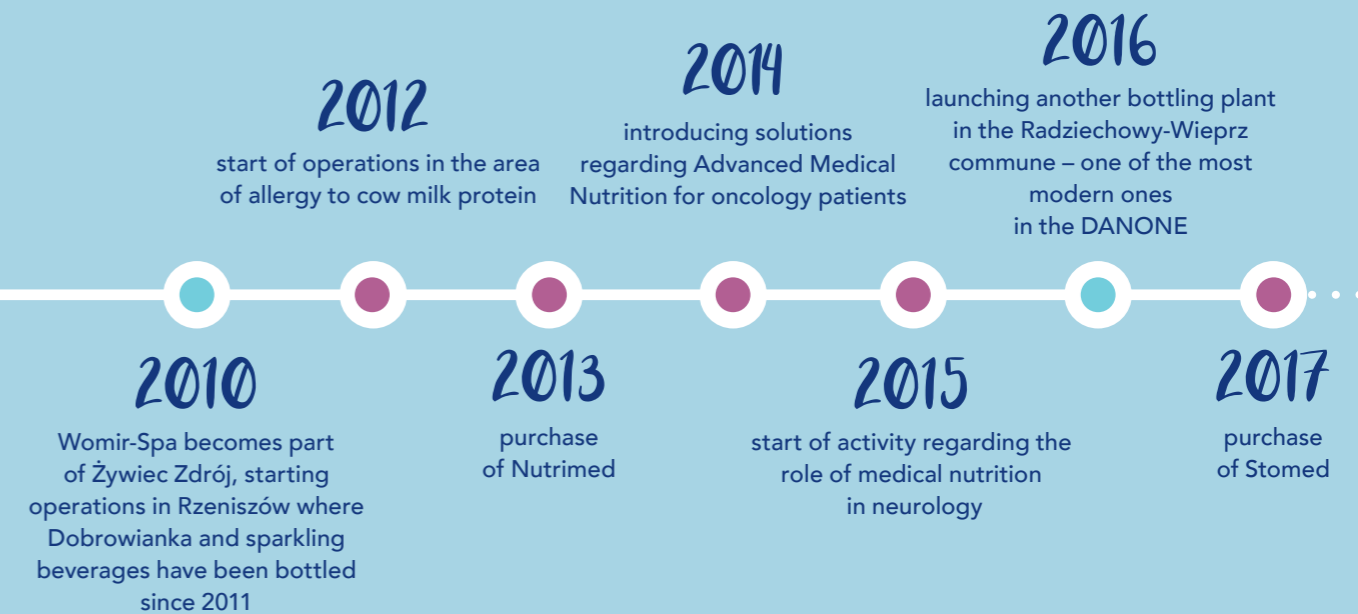 2010
Womir-Spa becomes part
of Żywiec Zdrój, starting
operations in Rzeniszów where
Dobrowianka and sparkling
beverages have been bottled
since 2011
2012
start of operations in the area
of allergy to cow milk protein
2013
purchase
of Nutrimed
2014
introducing solutions
regarding Advanced Medical
Nutrition for oncology patients
2015
start of activity regarding the
role of medical nutrition
in neurology
2016
launching another bottling plant
in the Radziechowy-Wieprz
commune – one of the most
modern ones
in the DANONE
2017
purchase
of Stomed